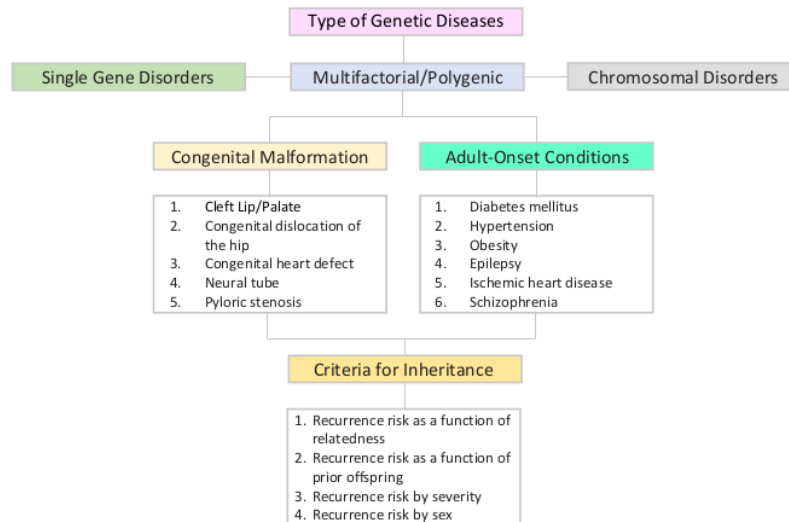 Type of Genetic Diseases
Single Gene Disorders
Multifactorial/Polygenic
Chromosomal Disorders
Congenital Malformation
Adult-Onset Conditions
1. Cleft Lip/Palate
2. Congenital dislocation of
the hip
3. Congenital heart defect
4. Neural tube
5. Pyloric stenosis
1. Diabetes mellitus
2. Hypertension
3. Obesity
4. Epilepsy
5. Ischemic heart disease
6. Schizophrenia
Criteria for Inheritance
1. Recurrence risk as a function of
relatedness
2. Recurrence risk as a function of
prior offspring
3. Recurrence risk by severity
4. Recurrence risk by sex